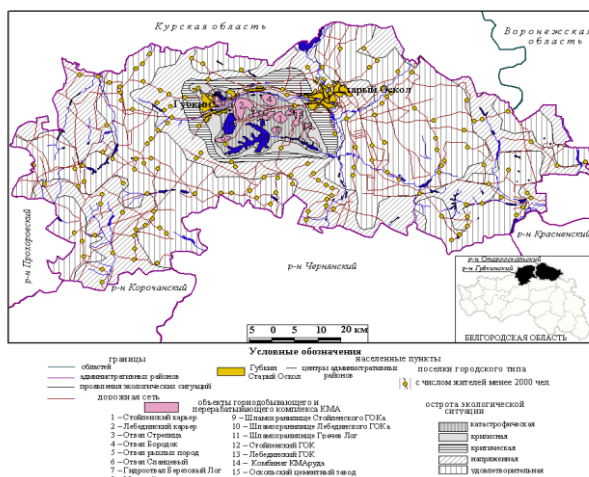 Курская область
Воронежская
область
Старый Оскол
Губкин
р-н Прохоровский
р-н Корочанский
р-н Чернянский
р-н Красненский
р-н Старооскольский
р-н Губкинский
БЕЛГОРОДСКАЯ ОБЛАСТЬ
5 0 10 20 км
Условные обозначения
границы
областей
административных районов
проявления экологических ситуаций
дорожная сеть
населенные пункты
Губкин
Старый Оскол
центры административных
районов
поселки городского типа
с числом жителей менее 2000 чел.
объекты горнодобывающего и
перерабатывающего комплекса КМА
1 – Стойленский карьер
2 – Лебединский карьер
3 – Отвал Стрелица
4 – Отвал Бородок
5 – Отвал рыхлых пород
6 – Отвал Сланцевый
7 – Гидроотвал Березовый Лог
9 – Шламохранилище Стойленского ГОКа
10 – Шламохранилище Лебединского ГОКа
11 – Шламохранилище Грачев Лог
12 – Стойленский ГОК
13 – Лебединский ГОК
14 – Комбинат КМАруда
15 – Оскольский цементный завод
острота экологической
ситуации
катастрофическая
кризисная
критическая
напряженная
удовлетворительная